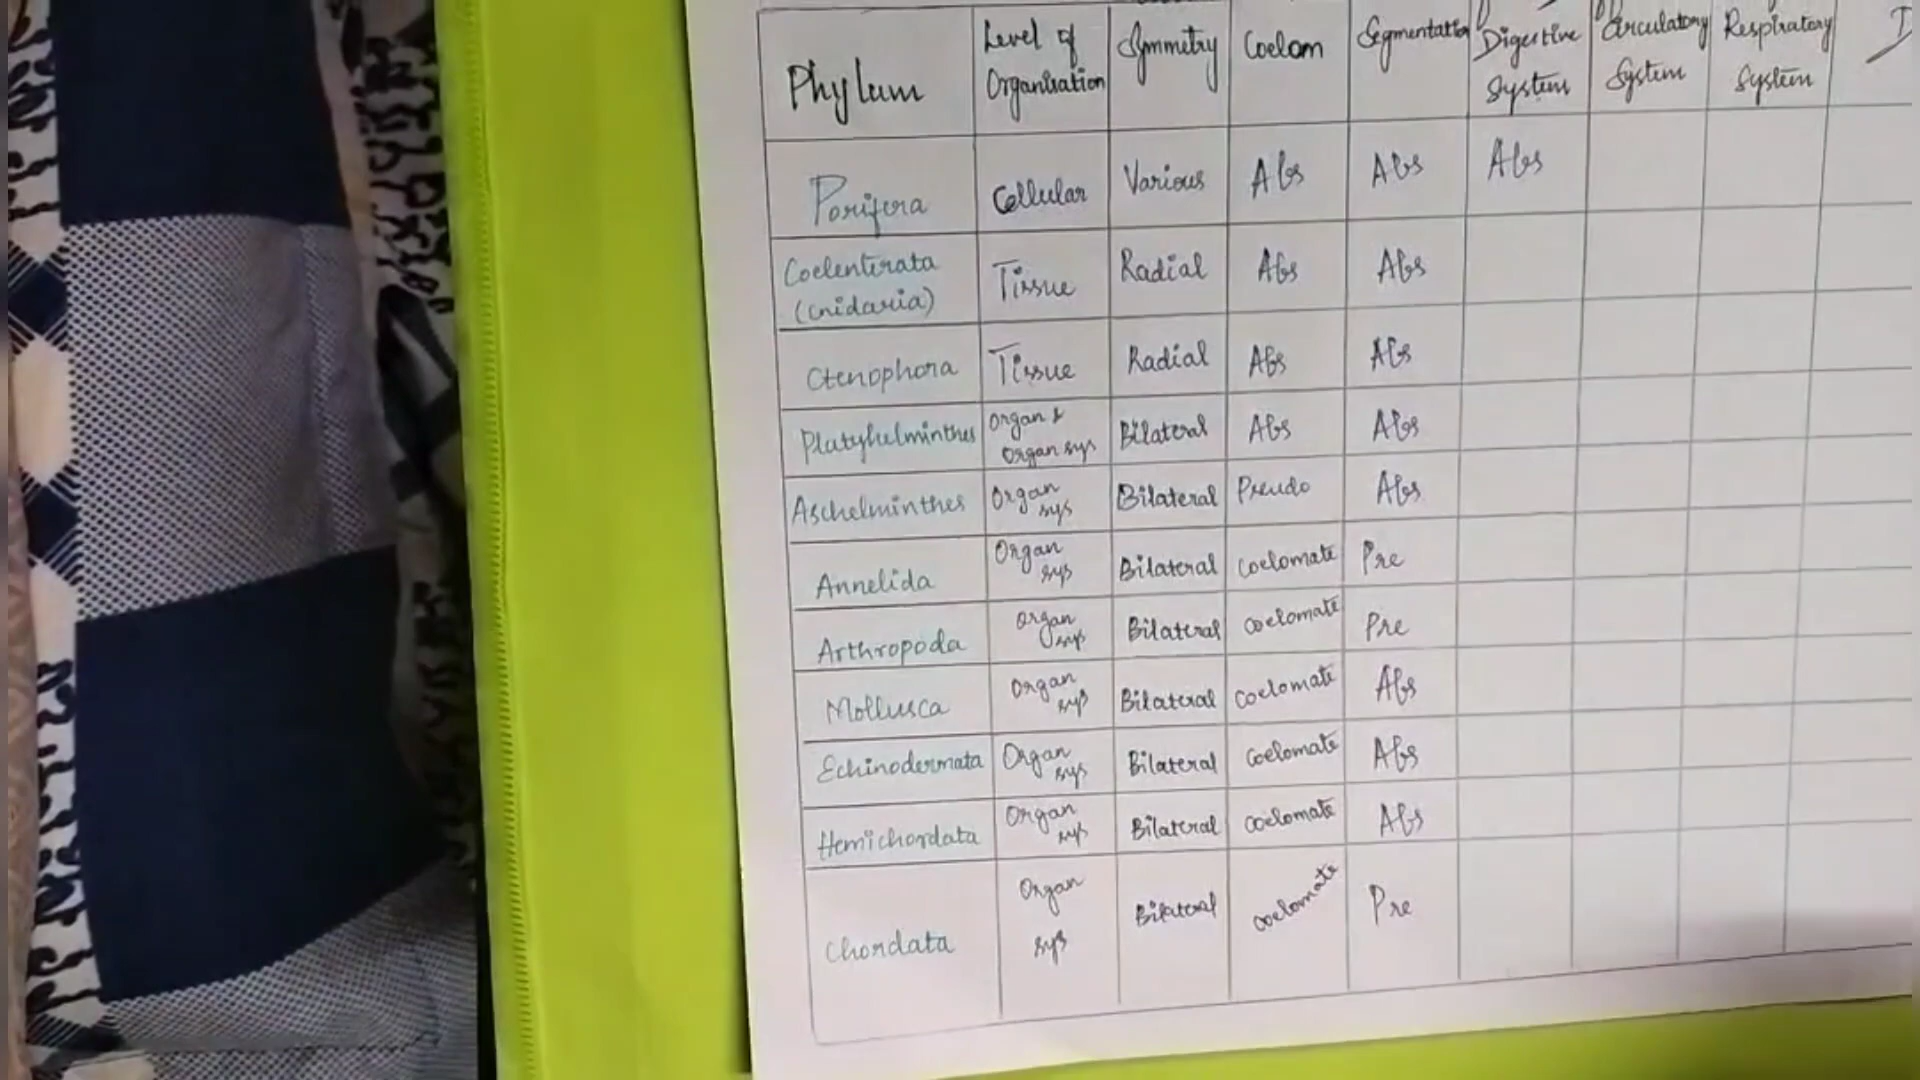 Phylum Level of Organisation Symmetry Coelom Segmentation Digestive System Circulatory System Respiratory System
Porifera Cellular Various Abs Abs Abs
Coelenterata (Cnidaria) Tissue Radial Abs Abs
Ctenophora Tissue Radial Abs Abs
Platyhelminthes Organ & Organ sys Bilateral Abs Abs
Aschelminthes Organ sys Bilateral Pseudo Abs
Annelida Organ sys Bilateral Coelomate Pre
Arthropoda Organ sys Bilateral Coelomate Pre
Mollusca Organ sys Bilateral Coelomate Abs
Echinodermata Organ sys Bilateral Coelomate Abs
Hemichordata Organ sys Bilateral Coelomate Abs
Chordata Organ sys Bilateral Coelomate Pre